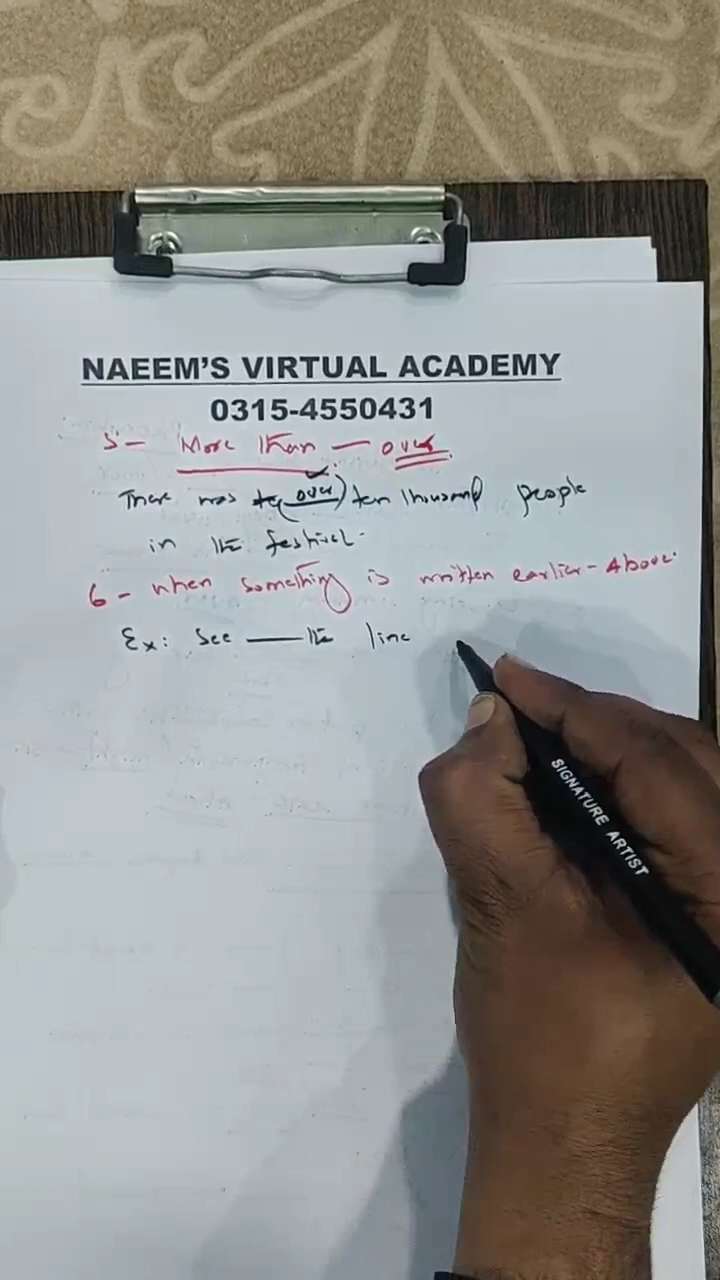 NAEEM'S VIRTUAL ACADEMY
0315-4550431
5- More than — over
There was (over) ten thousand people
in the festival.
6- when something is written earlier - Above.
Ex: See ——— the line
SIGNATURE ARTIST